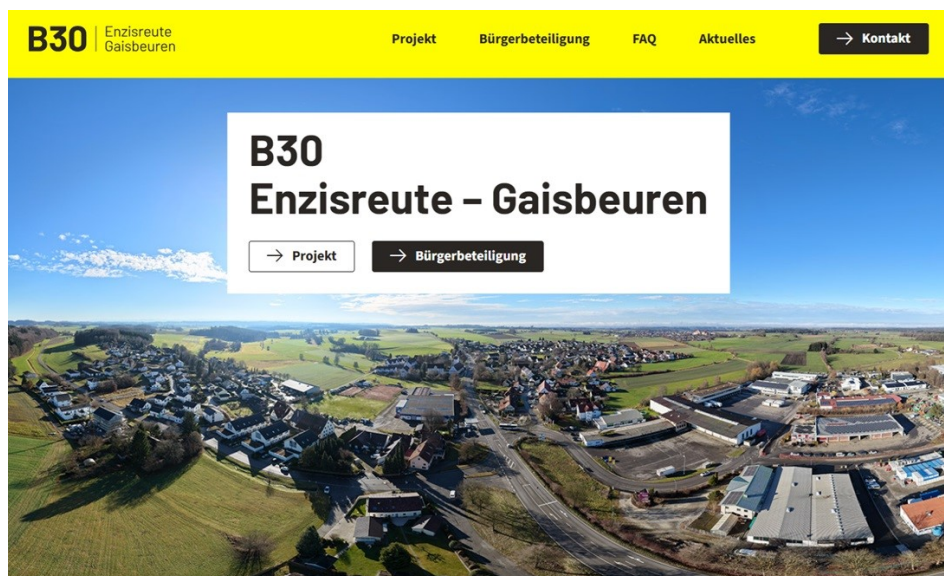 B30 Enzisreute
Gaisbeuren
Projekt Bürgerbeteiligung FAQ Aktuelles → Kontakt
B30
Enzisreute – Gaisbeuren
→ Projekt → Bürgerbeteiligung